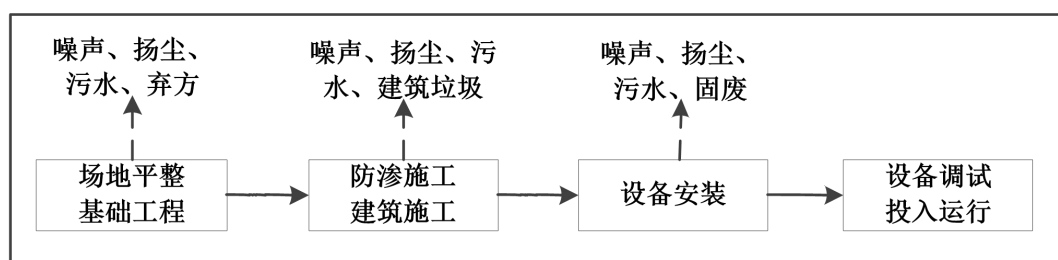 噪声、扬尘、
污水、弃方
噪声、扬尘、污
水、建筑垃圾
噪声、扬尘、
污水、固废
场地平整
基础工程
防渗施工
建筑施工
设备安装
设备调试
投入运行